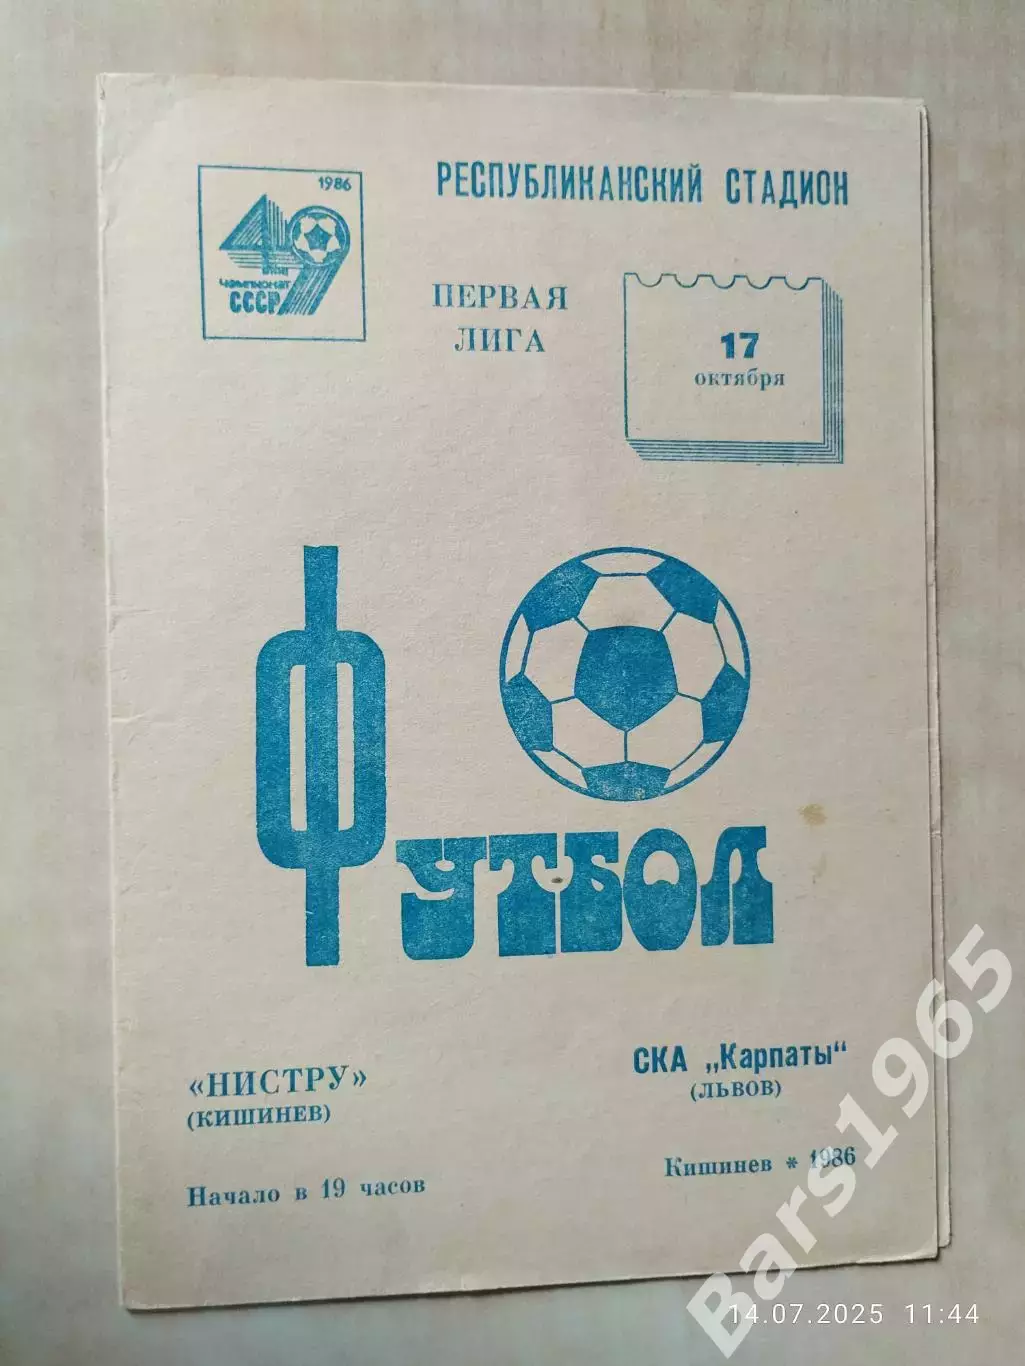 1986
49
чемпионат
СССР
РЕСПУБЛИКАНСКИЙ СТАДИОН
ПЕРВАЯ
ЛИГА
17
октября
ФУТБОЛ
«НИСТРУ»
(КИШИНЕВ)
СКА „Карпаты“
(ЛЬВОВ)
Начало в 19 часов
Кишинев * 1986
Bars1965
14.07.2025 11:44